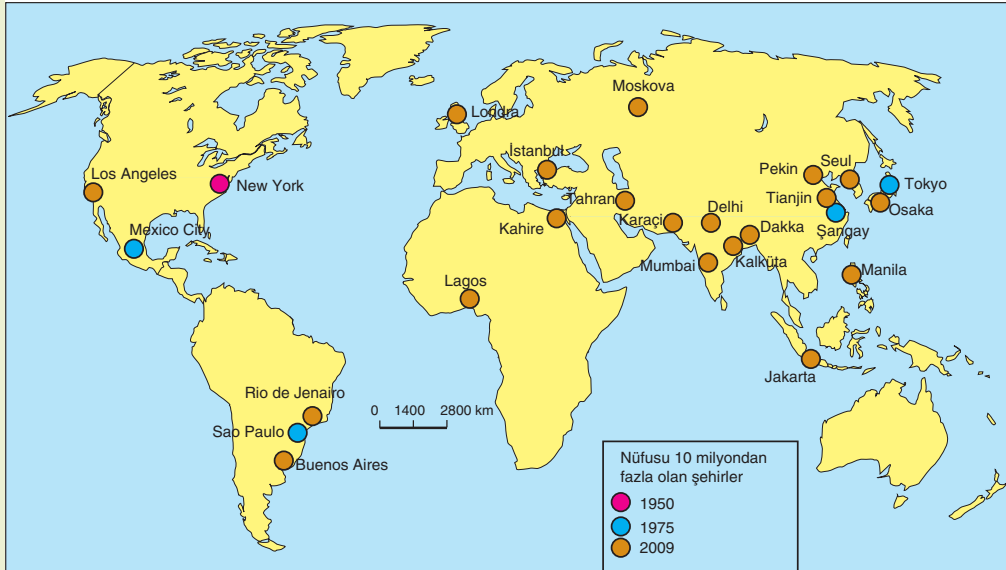 Moskova
Londra
İstanbul
Pekin
Seul
Los Angeles
New York
Tahran
Tianjin
Tokyo
Kahire
Karaçi
Delhi
Osaka
Mexico City
Dakka
Şangay
Mumbai
Kalküta
Manila
Lagos
Jakarta
Rio de Jenairo
0 1400 2800 km
Sao Paulo
Buenos Aires
Nüfusu 10 milyondan
fazla olan şehirler
1950
1975
2009